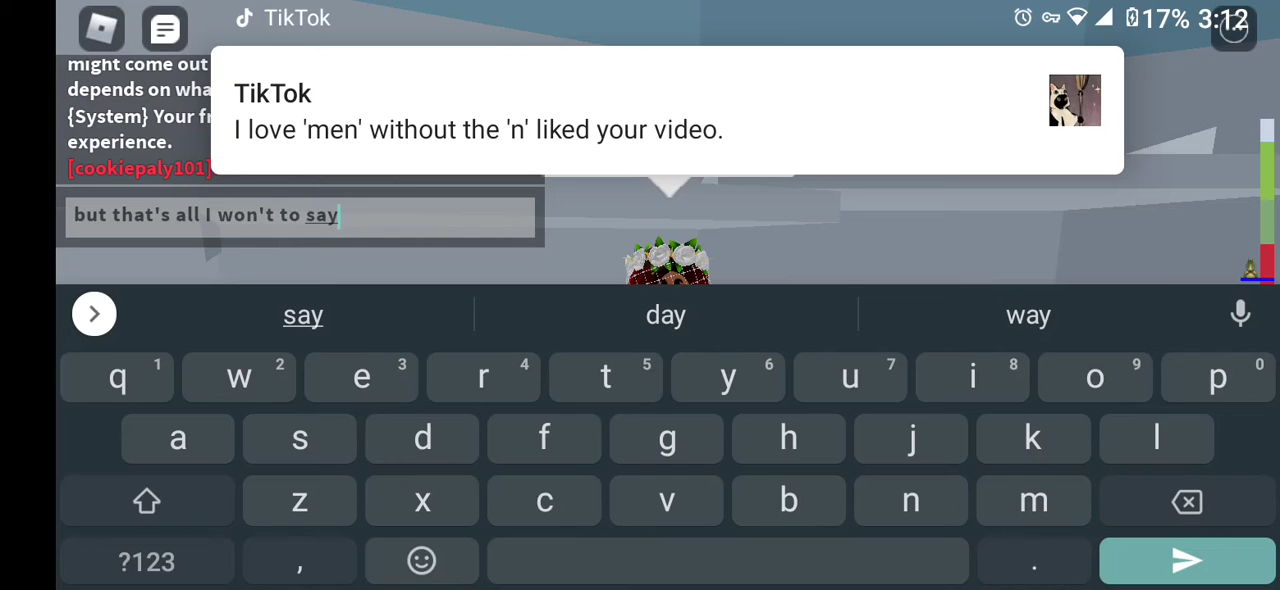 TikTok
17% 3:12
might come out
depends on wha
{System} Your fr
experience.
[cookiepaly101]
TikTok
I love 'men' without the 'n' liked your video.
but that's all I won't to say
say day way
q 1 w 2 e 3 r 4 t 5 y 6 u 7 i 8 o 9 p 0
a s d f g h j k l
z x c v b n m
?123 , .